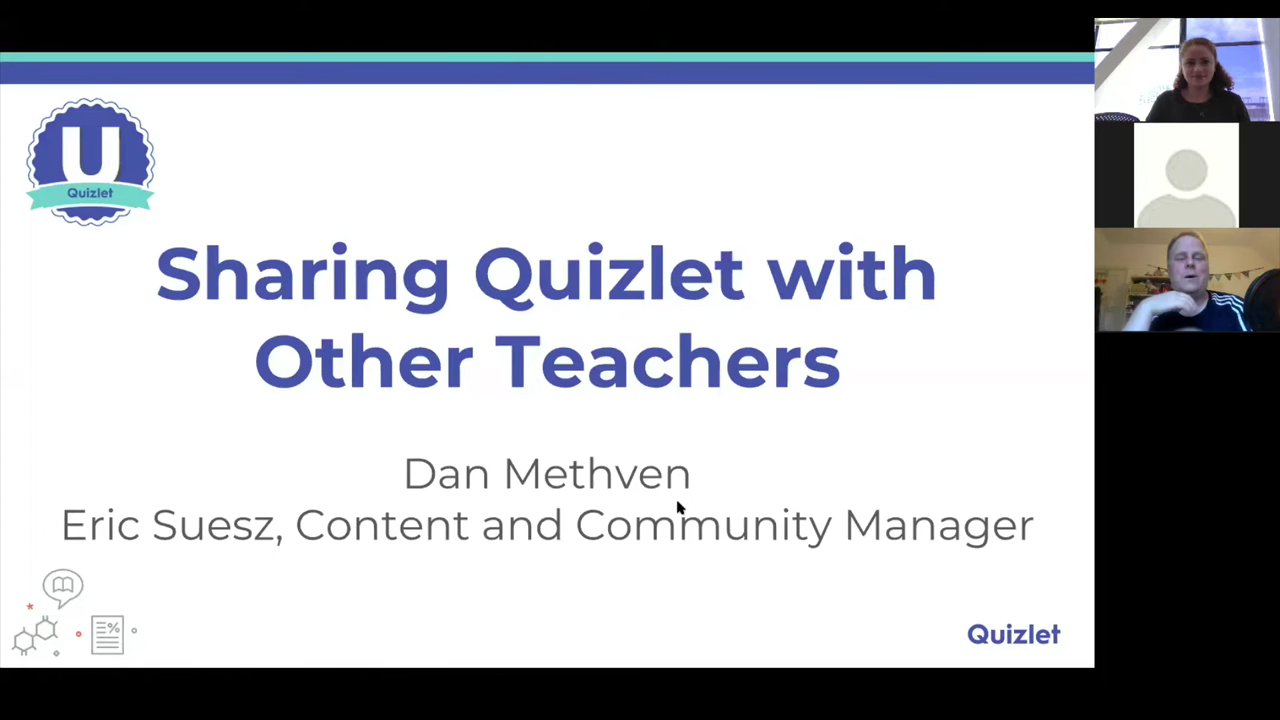 U
Quizlet
Sharing Quizlet with
Other Teachers
Dan Methven
Eric Suesz, Content and Community Manager
%
Quizlet